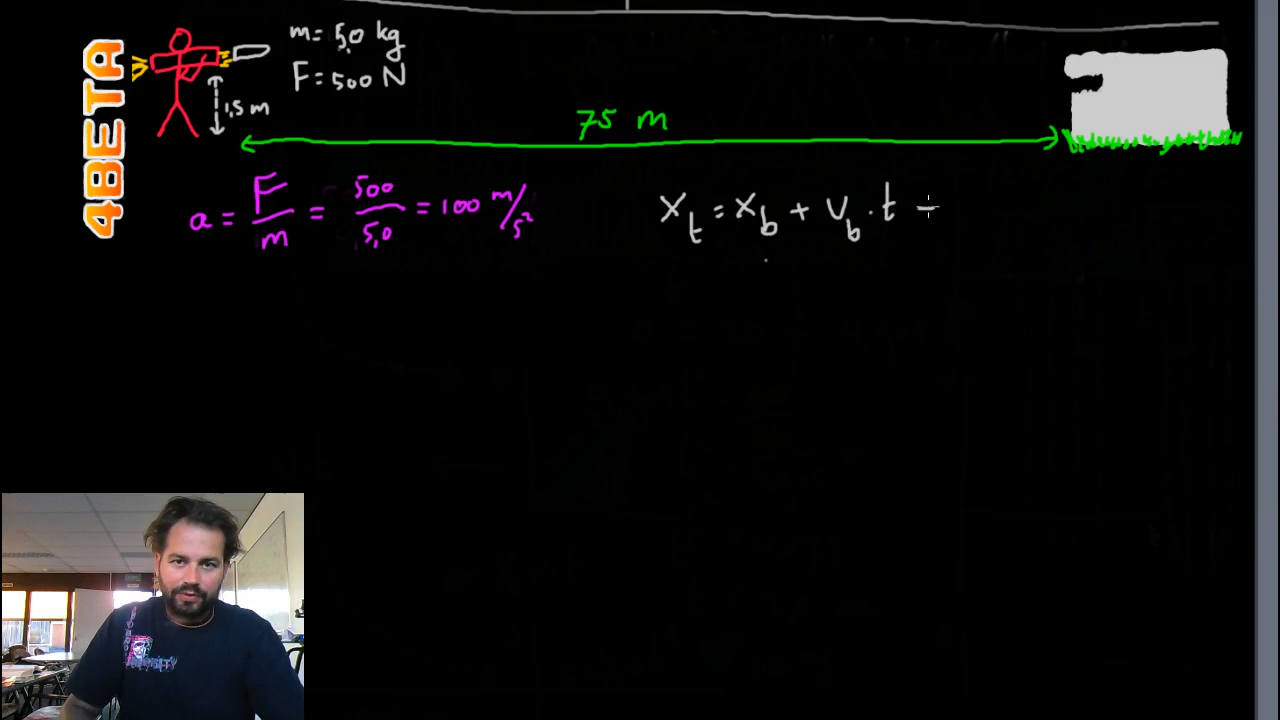 4BETA
m = 5,0 kg
F = 500 N
1,5 m
75 m
a = F/m = 500/5,0 = 100 m/s²
x_t = x_b + v_b · t